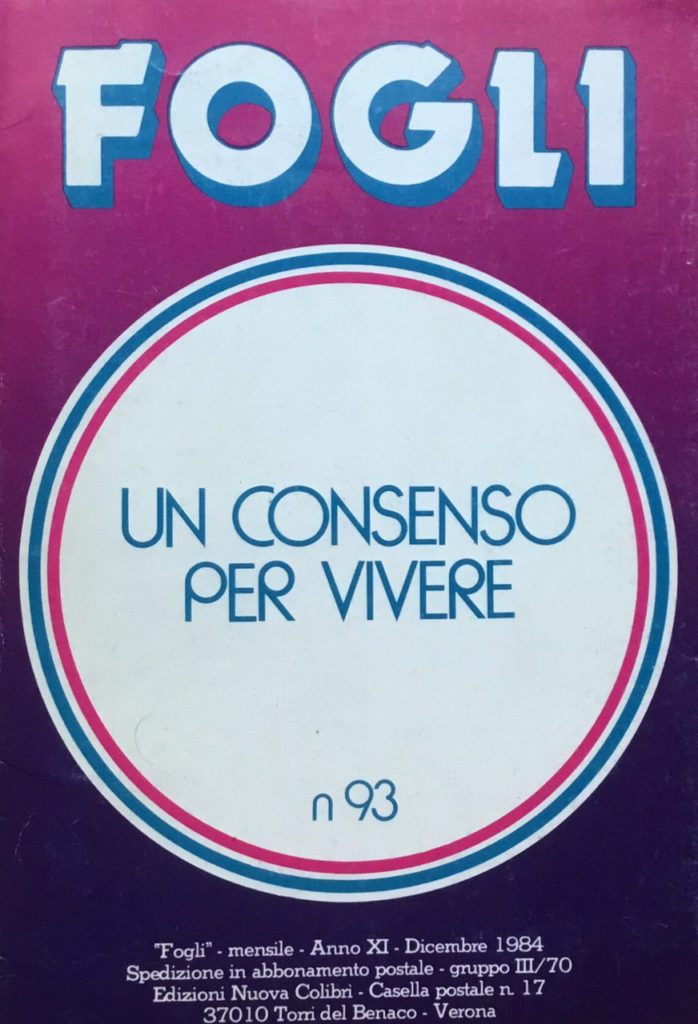 FOGLI
UN CONSENSO
PER VIVERE
n 93
"Fogli" - mensile - Anno XI - Dicembre 1984
Spedizione in abbonamento postale - gruppo III/70
Edizioni Nuova Colibri - Casella postale n. 17
37010 Torri del Benaco - Verona